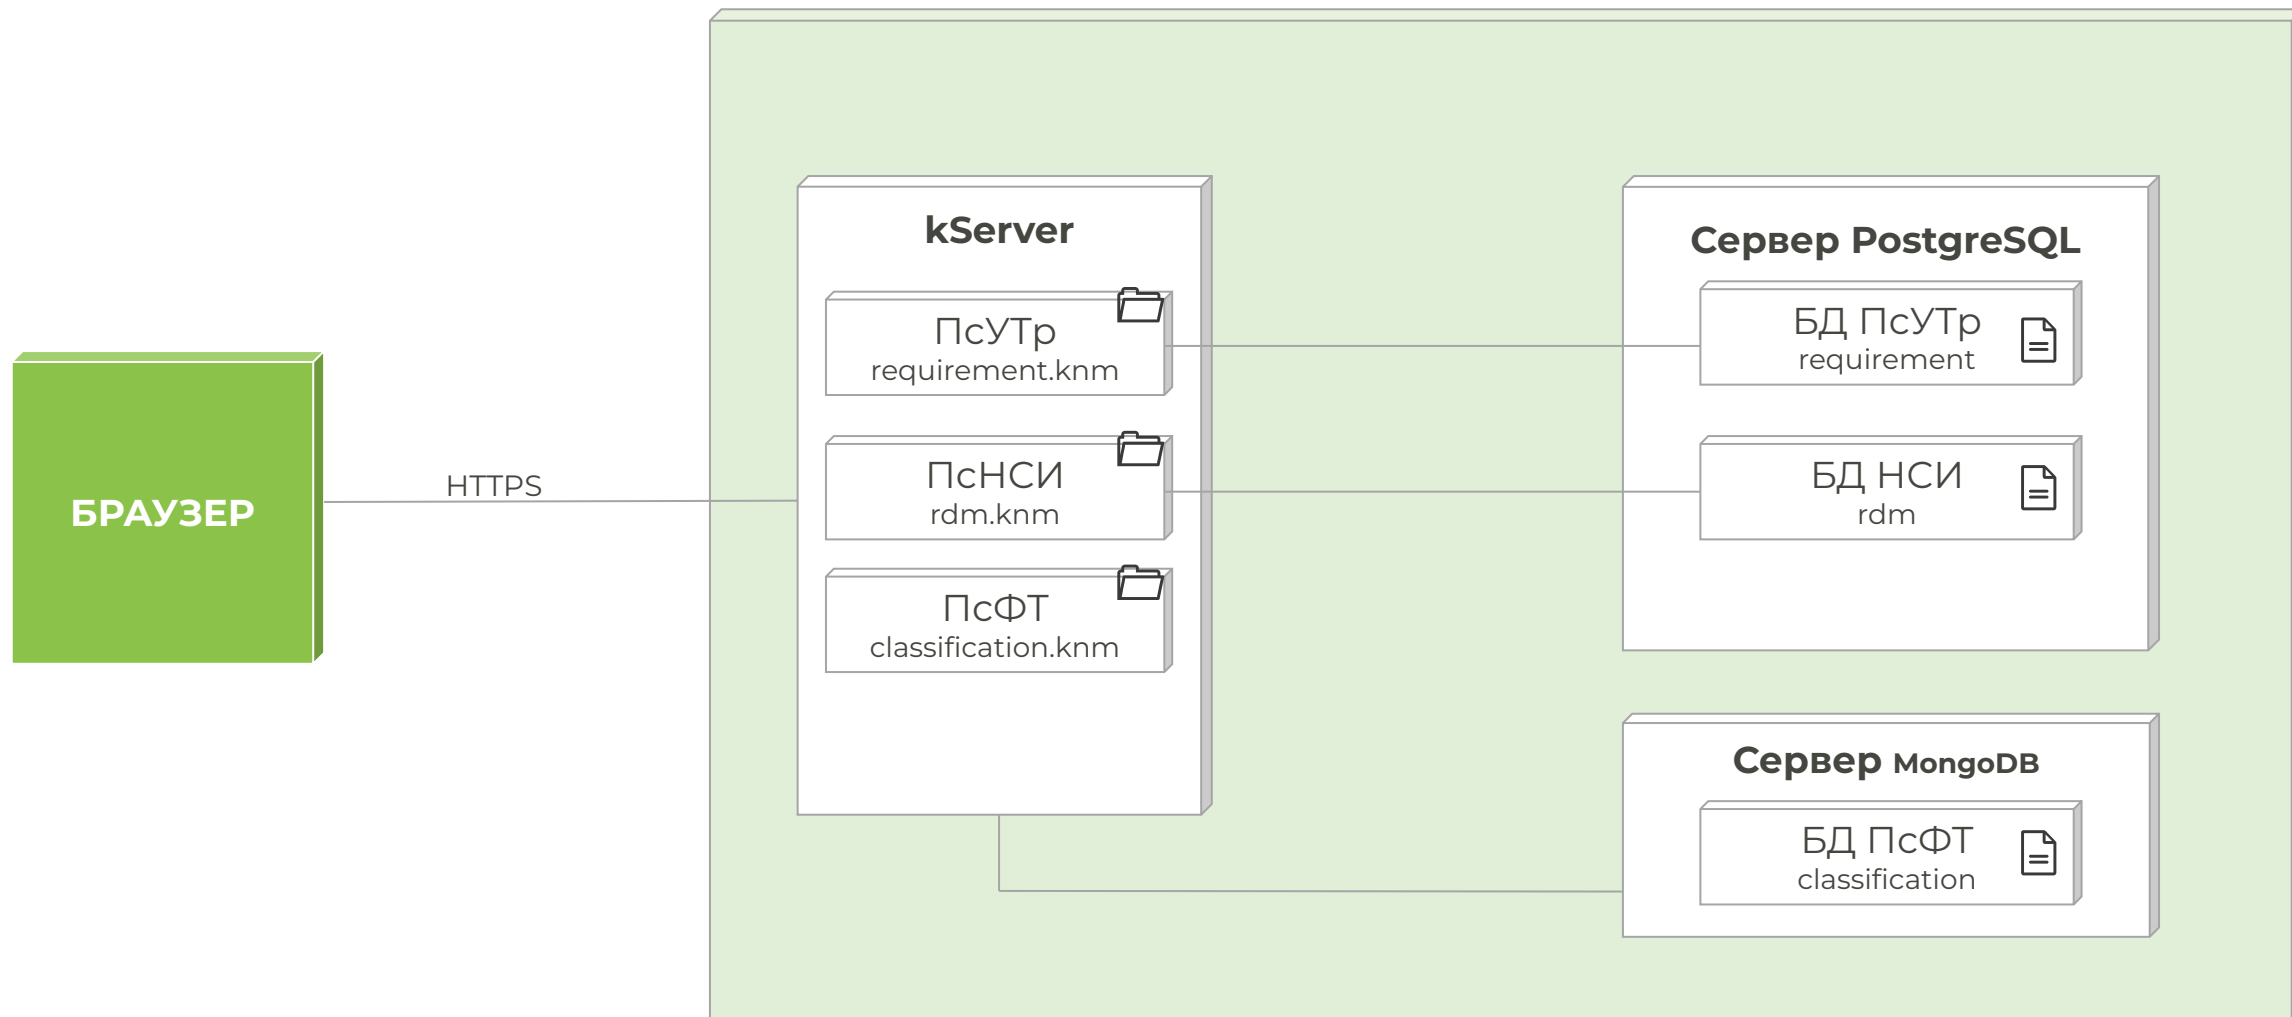 БРАУЗЕР
HTTPS
kServer
ПсУТр
requirement.knm
ПсНСИ
rdm.knm
ПсФТ
classification.knm
Сервер PostgreSQL
БД ПсУТр
requirement
БД НСИ
rdm
Сервер MongoDB
БД ПсФТ
classification